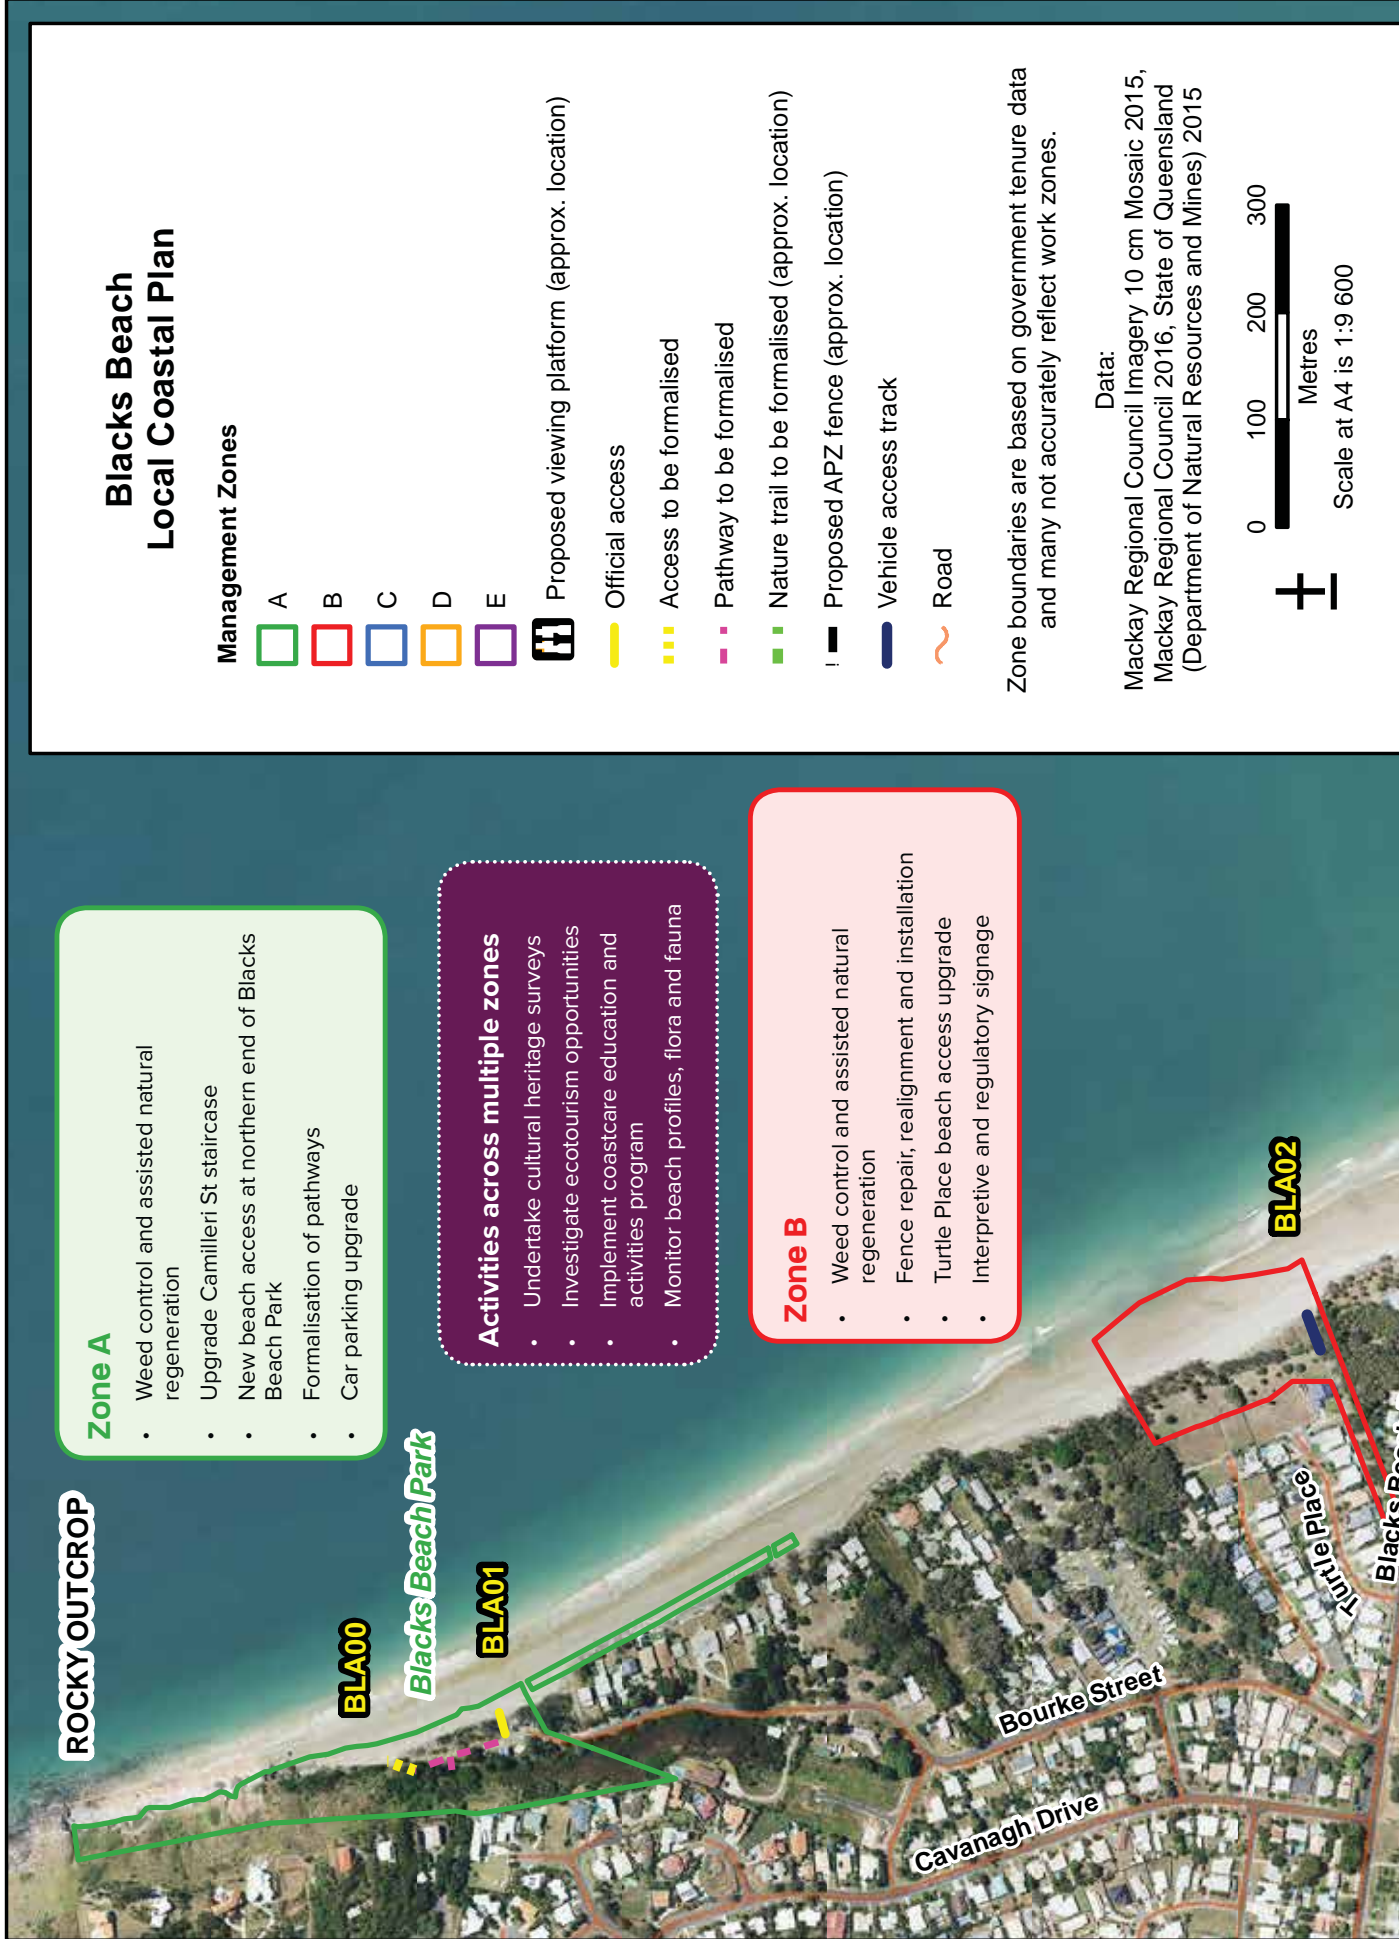 Blacks Beach
Local Coastal Plan
Management Zones
A
B
C
D
E
Proposed viewing platform (approx. location)
Official access
Access to be formalised
Pathway to be formalised
Nature trail to be formalised (approx. location)
! Proposed APZ fence (approx. location)
Vehicle access track
Road
Zone boundaries are based on government tenure data
and many not accurately reflect work zones.
Data:
Mackay Regional Council Imagery 10 cm Mosaic 2015,
Mackay Regional Council 2016, State of Queensland
(Department of Natural Resources and Mines) 2015
0 100 200 300
Metres
Scale at A4 is 1:9 600
Zone A
• Weed control and assisted natural
regeneration
• Upgrade Camilleri St staircase
• New beach access at northern end of Blacks
Beach Park
• Formalisation of pathways
• Car parking upgrade
Activities across multiple zones
• Undertake cultural heritage surveys
• Investigate ecotourism opportunities
• Implement coastcare education and
activities program
• Monitor beach profiles, flora and fauna
Zone B
• Weed control and assisted natural
regeneration
• Fence repair, realignment and installation
• Turtle Place beach access upgrade
• Interpretive and regulatory signage
ROCKY OUTCROP
BLA00
Blacks Beach Park
BLA01
BLA02
Bourke Street
Cavanagh Drive
Turtle Place
Blacks